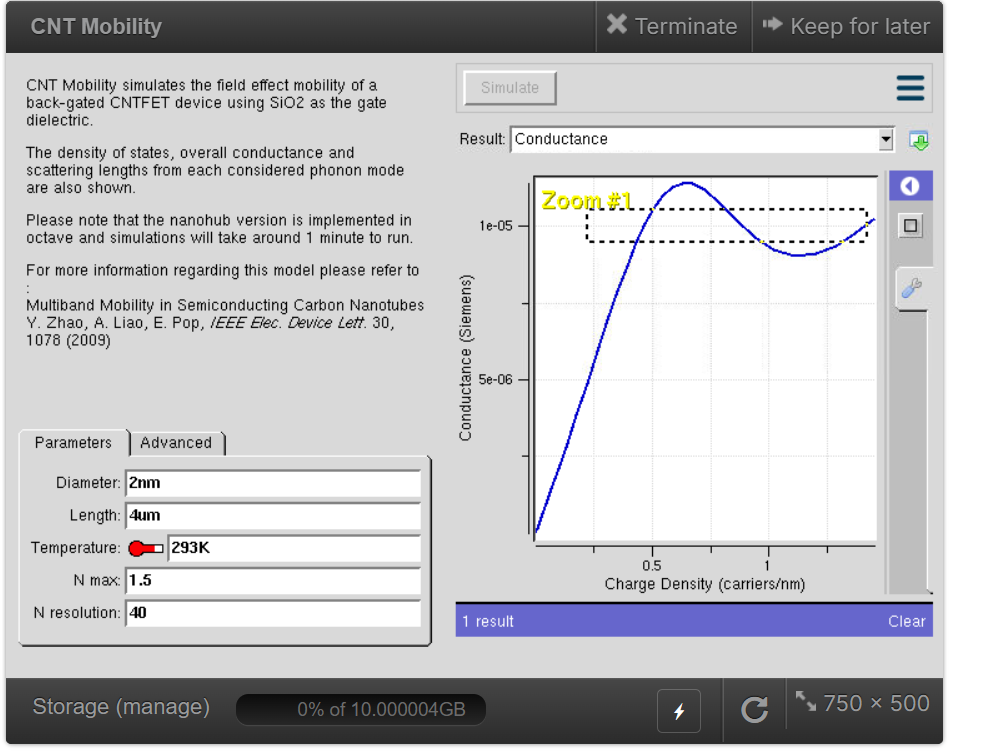 CNT Mobility
Terminate
Keep for later
CNT Mobility simulates the field effect mobility of a
back-gated CNTFET device using SiO2 as the gate
dielectric.
The density of states, overall conductance and
scattering lengths from each considered phonon mode
are also shown.
Please note that the nanohub version is implemented in
octave and simulations will take around 1 minute to run.
For more information regarding this model please refer to
:
Multiband Mobility in Semiconducting Carbon Nanotubes
Y. Zhao, A. Liao, E. Pop, IEEE Elec. Device Lett. 30,
1078 (2009)
Parameters
Advanced
Diameter: 2nm
Length: 4um
Temperature: 293K
N max: 1.5
N resolution: 40
Simulate
Result: Conductance
Zoom #1
1e-05
5e-06
Conductance (Siemens)
0.5
1
Charge Density (carriers/nm)
1 result
Clear
Storage (manage)
0% of 10.000004GB
750 × 500